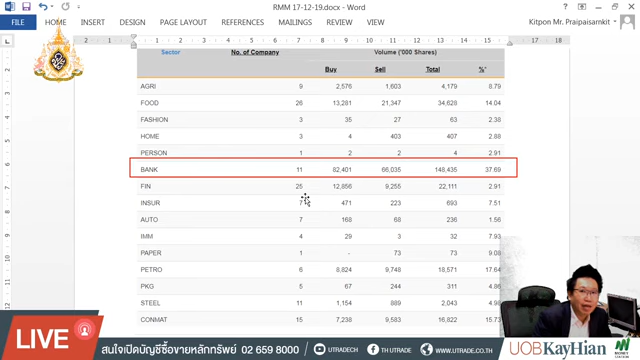 RMM 17-12-19.docx - Word
Kitpon Mr. Praipaisamkit
FILE HOME INSERT DESIGN PAGE LAYOUT REFERENCES MAILINGS REVIEW VIEW
Sector No. of Company Volume ('000 Shares)
Buy Sell Total %*
AGRI 9 2,576 1,603 4,179 8.79
FOOD 26 13,281 21,347 34,628 14.04
FASHION 3 35 27 63 2.38
HOME 3 4 403 407 2.88
PERSON 1 2 2 4 2.91
BANK 11 82,401 66,035 148,435 37.69
FIN 25 12,856 9,255 22,111 2.91
INSUR 7 471 223 693 7.51
AUTO 7 168 68 236 1.56
IMM 4 29 3 32 7.93
PAPER 1 - 73 73 9.08
PETRO 6 8,824 9,748 18,571 17.64
PKG 5 67 244 311 4.86
STEEL 11 1,154 889 2,043 4.98
CONMAT 15 7,238 9,583 16,822 15.73
LIVE
สนใจเปิดบัญชีซื้อขายหลักทรัพย์ 02 659 8000
UTRADECH TH UTRADE WWW.UTRADE.CO.TH
UOBKayHian